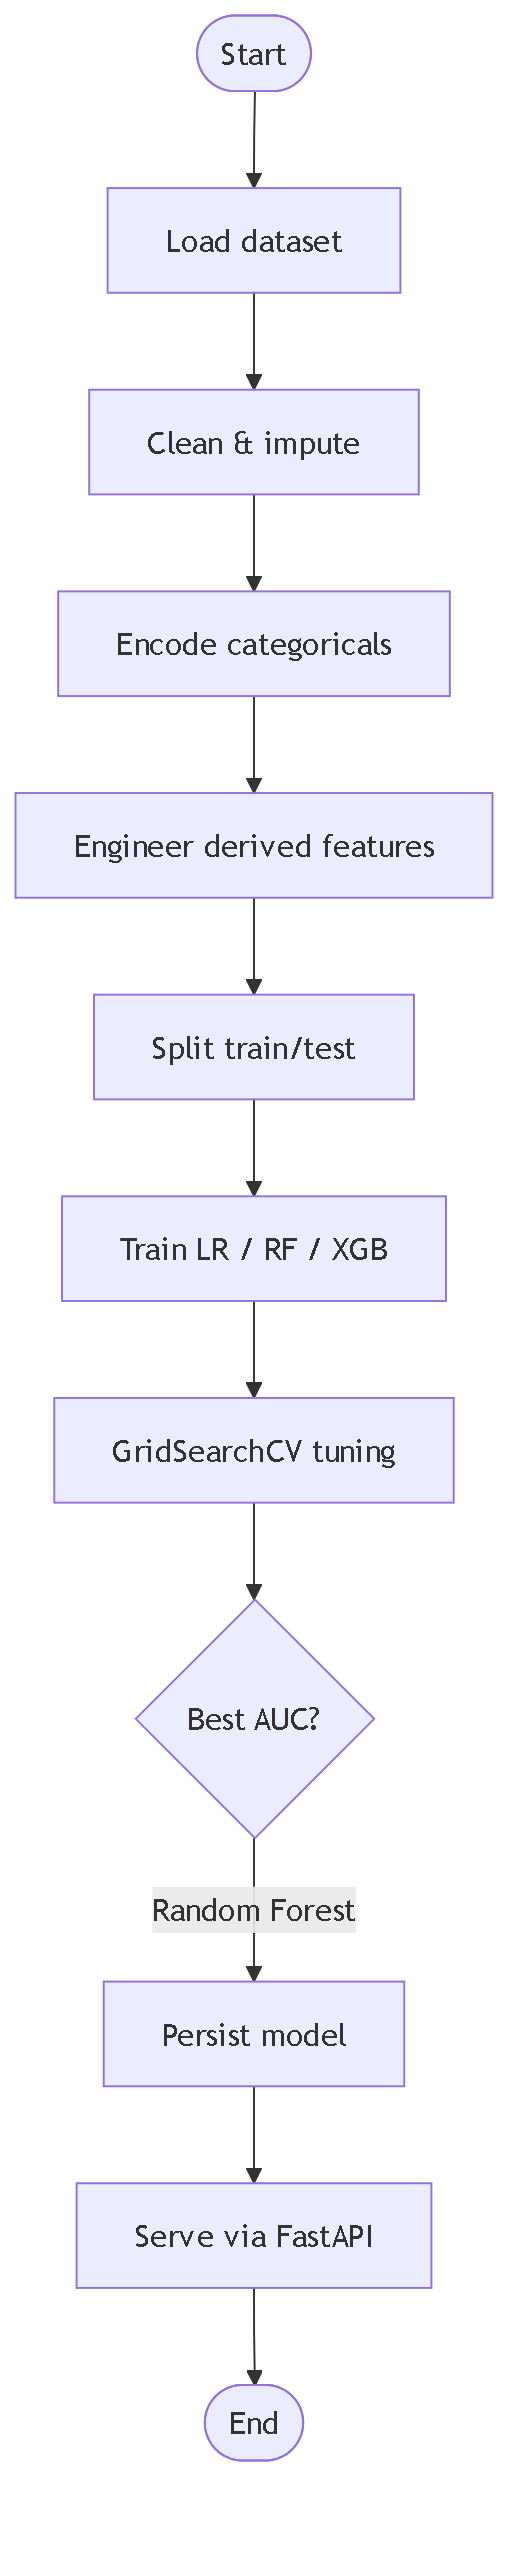 Start
Load dataset
Clean & impute
Encode categoricals
Engineer derived features
Split train/test
Train LR / RF / XGB
GridSearchCV tuning
Best AUC?
Random Forest
Persist model
Serve via FastAPI
End